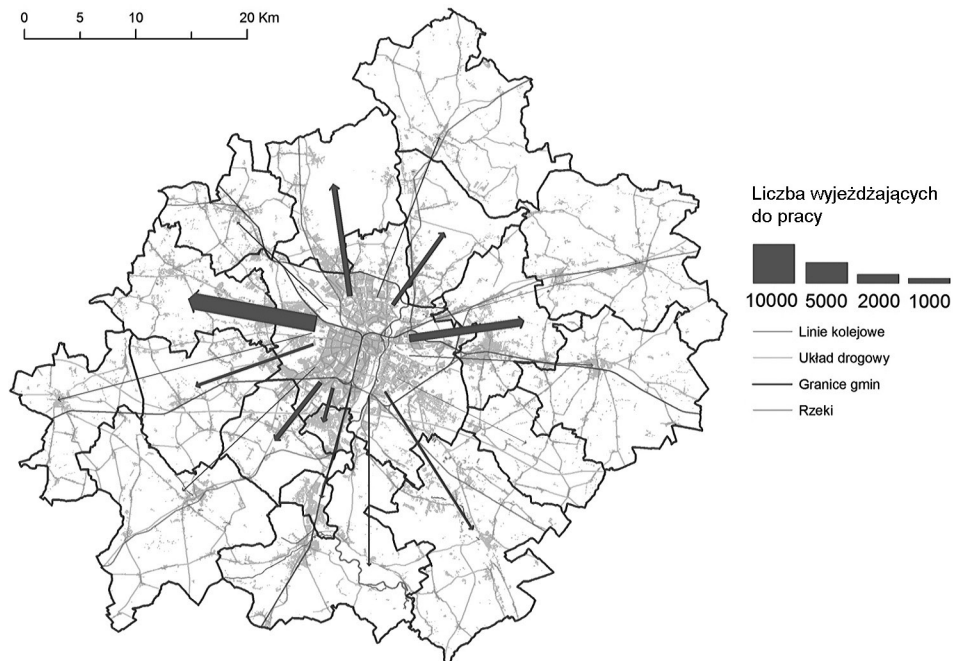 0 5 10 20 Km
Liczba wyjeżdżających
do pracy
10000 5000 2000 1000
Linie kolejowe
Układ drogowy
Granice gmin
Rzeki